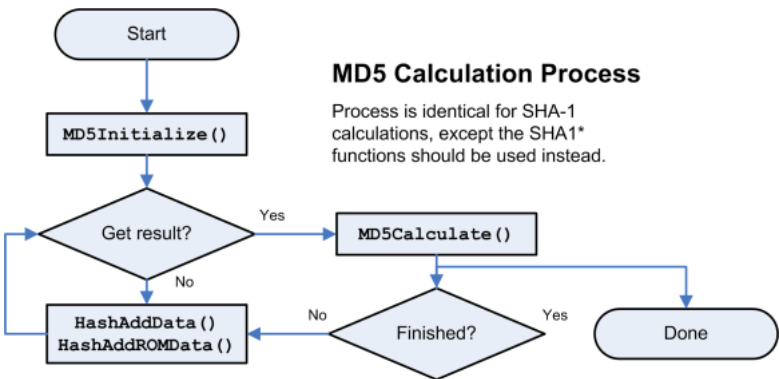 Start
MD5 Calculation Process
Process is identical for SHA-1
calculations, except the SHA1*
functions should be used instead.
MD5Initialize()
Get result?
Yes
MD5Calculate()
No
HashAddData()
HashAddROMData()
No
Finished?
Yes
Done